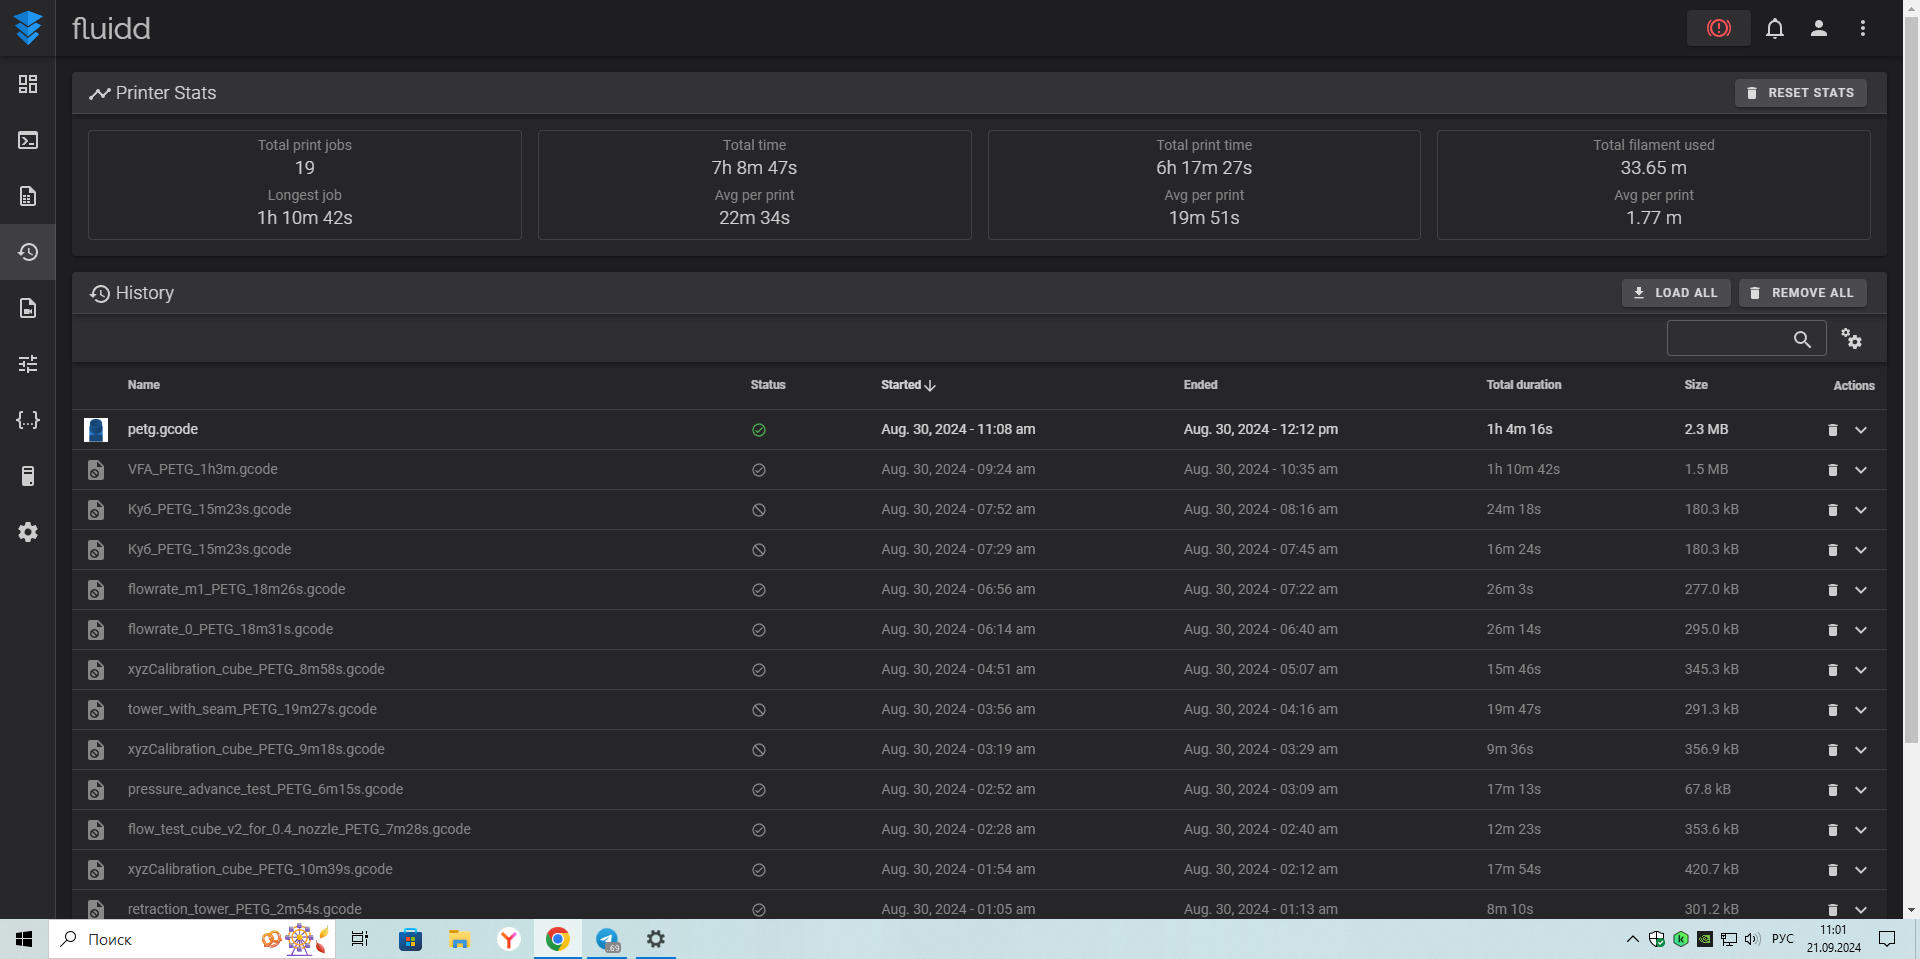 fluidd
Printer Stats
RESET STATS
Total print jobs
19
Longest job
1h 10m 42s
Total time
7h 8m 47s
Avg per print
22m 34s
Total print time
6h 17m 27s
Avg per print
19m 51s
Total filament used
33.65 m
Avg per print
1.77 m
History
LOAD ALL
REMOVE ALL
Name Status Started Ended Total duration Size Actions
petg.gcode Aug. 30, 2024 - 11:08 am Aug. 30, 2024 - 12:12 pm 1h 4m 16s 2.3 MB
VFA_PETG_1h3m.gcode Aug. 30, 2024 - 09:24 am Aug. 30, 2024 - 10:35 am 1h 10m 42s 1.5 MB
Куб_PETG_15m23s.gcode Aug. 30, 2024 - 07:52 am Aug. 30, 2024 - 08:16 am 24m 18s 180.3 kB
Куб_PETG_15m23s.gcode Aug. 30, 2024 - 07:29 am Aug. 30, 2024 - 07:45 am 16m 24s 180.3 kB
flowrate_m1_PETG_18m26s.gcode Aug. 30, 2024 - 06:56 am Aug. 30, 2024 - 07:22 am 26m 3s 277.0 kB
flowrate_0_PETG_18m31s.gcode Aug. 30, 2024 - 06:14 am Aug. 30, 2024 - 06:40 am 26m 14s 295.0 kB
xyzCalibration_cube_PETG_8m58s.gcode Aug. 30, 2024 - 04:51 am Aug. 30, 2024 - 05:07 am 15m 46s 345.3 kB
tower_with_seam_PETG_19m27s.gcode Aug. 30, 2024 - 03:56 am Aug. 30, 2024 - 04:16 am 19m 47s 291.3 kB
xyzCalibration_cube_PETG_9m18s.gcode Aug. 30, 2024 - 03:19 am Aug. 30, 2024 - 03:29 am 9m 36s 356.9 kB
pressure_advance_test_PETG_6m15s.gcode Aug. 30, 2024 - 02:52 am Aug. 30, 2024 - 03:09 am 17m 13s 67.8 kB
flow_test_cube_v2_for_0.4_nozzle_PETG_7m28s.gcode Aug. 30, 2024 - 02:28 am Aug. 30, 2024 - 02:40 am 12m 23s 353.6 kB
xyzCalibration_cube_PETG_10m39s.gcode Aug. 30, 2024 - 01:54 am Aug. 30, 2024 - 02:12 am 17m 54s 420.7 kB
retraction_tower_PETG_2m54s.gcode Aug. 30, 2024 - 01:05 am Aug. 30, 2024 - 01:13 am 8m 10s 301.2 kB
Поиск
69
РУС
11:01
21.09.2024